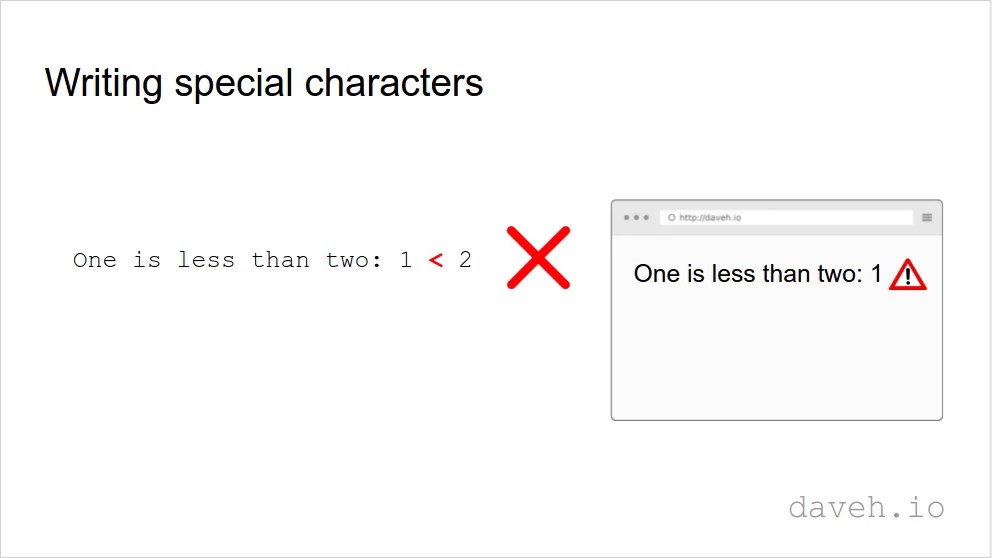 Writing special characters
One is less than two: 1 < 2
http://daveh.io
One is less than two: 1
daveh.io